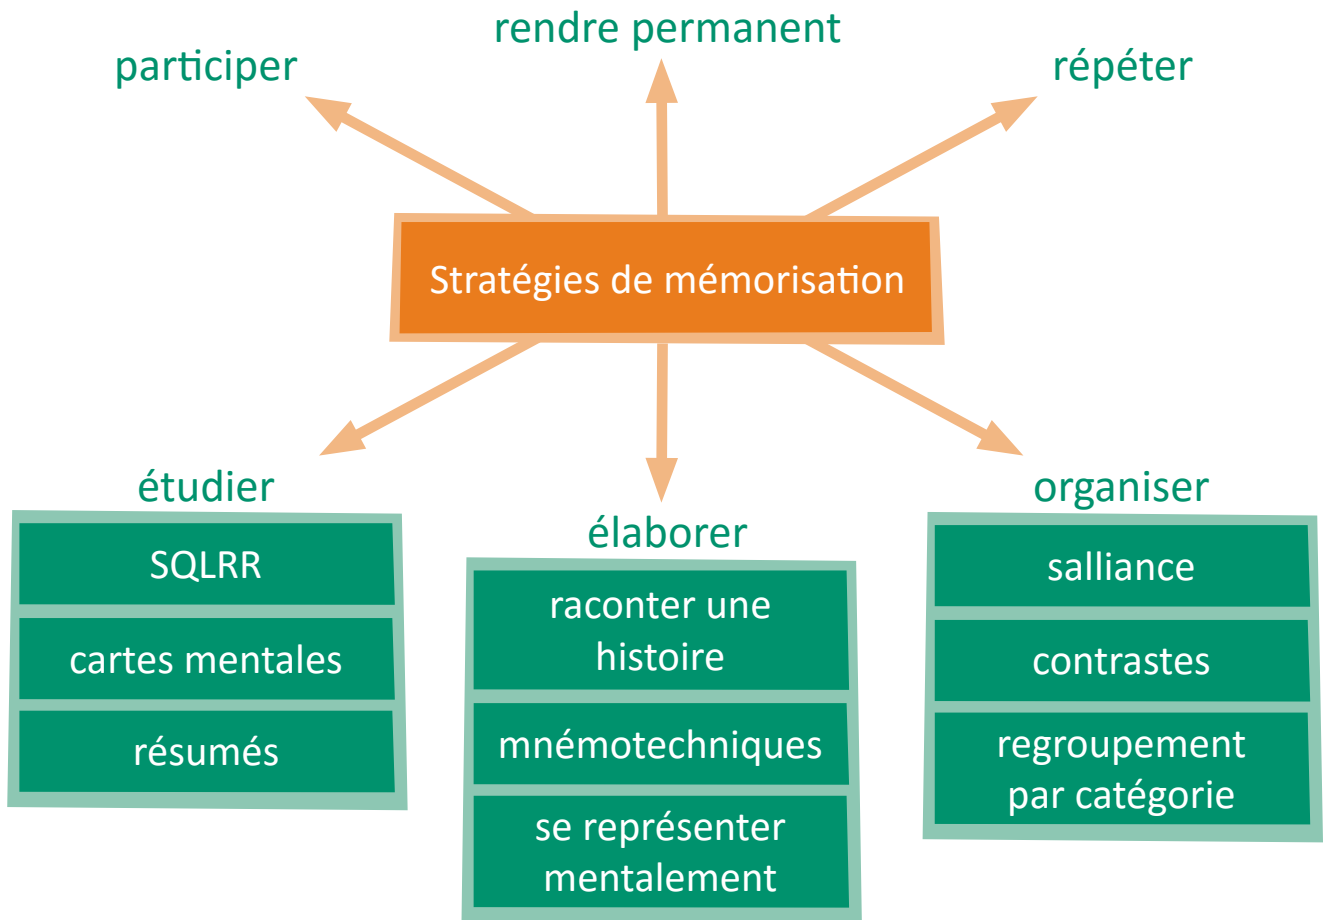 rendre permanent
participer
répéter
Stratégies de mémorisation
étudier
SQLRR
cartes mentales
résumés
élaborer
raconter une
histoire
mnémotechniques
se représenter
mentalement
organiser
salliance
contrastes
regroupement
par catégorie